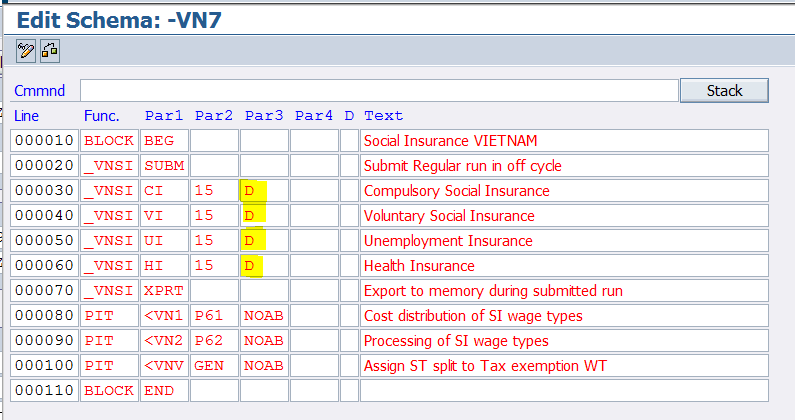 Edit Schema: -VN7
Cmmnd Stack
Line Func. Par1 Par2 Par3 Par4 D Text
000010 BLOCK BEG Social Insurance VIETNAM
000020 _VNSI SUBM Submit Regular run in off cycle
000030 _VNSI CI 15 D Compulsory Social Insurance
000040 _VNSI VI 15 D Voluntary Social Insurance
000050 _VNSI UI 15 D Unemployment Insurance
000060 _VNSI HI 15 D Health Insurance
000070 _VNSI XPRT Export to memory during submitted run
000080 PIT <VN1 P61 NOAB Cost distribution of SI wage types
000090 PIT <VN2 P62 NOAB Processing of SI wage types
000100 PIT <VNV GEN NOAB Assign ST split to Tax exemption WT
000110 BLOCK END